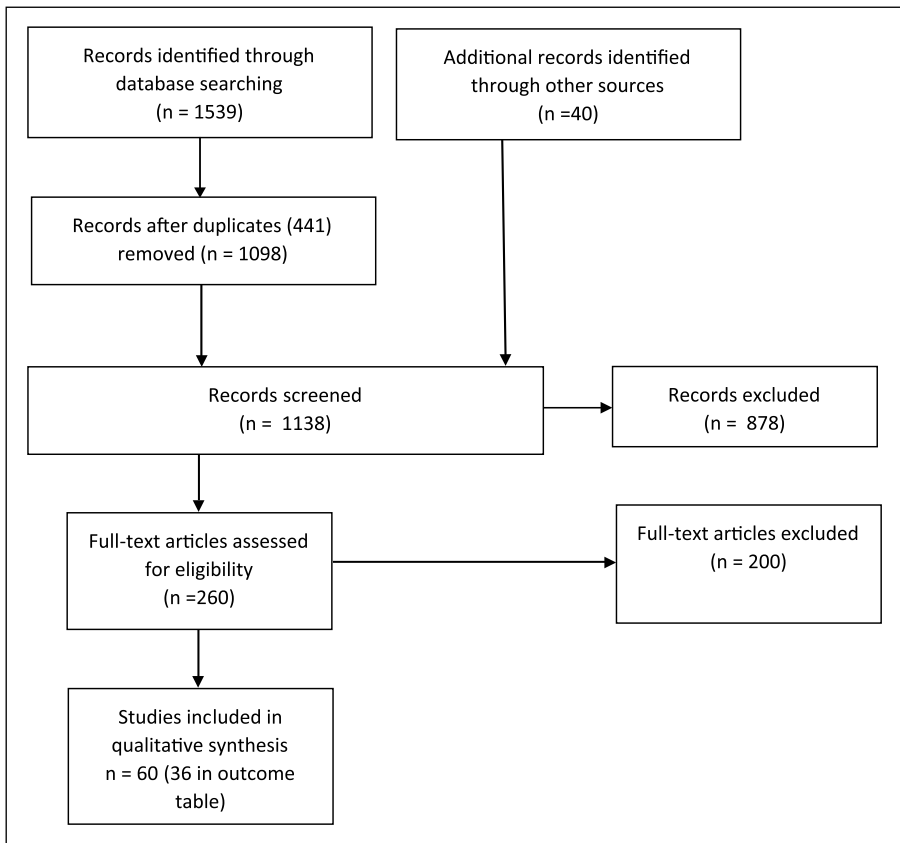 Records identified through
database searching
(n = 1539)
Additional records identified
through other sources
(n =40)
Records after duplicates (441)
removed (n = 1098)
Records screened
(n =  1138)
Records excluded
(n =  878)
Full-text articles assessed
for eligibility
(n =260)
Full-text articles excluded
(n = 200)
Studies included in
qualitative synthesis
n = 60 (36 in outcome
table)